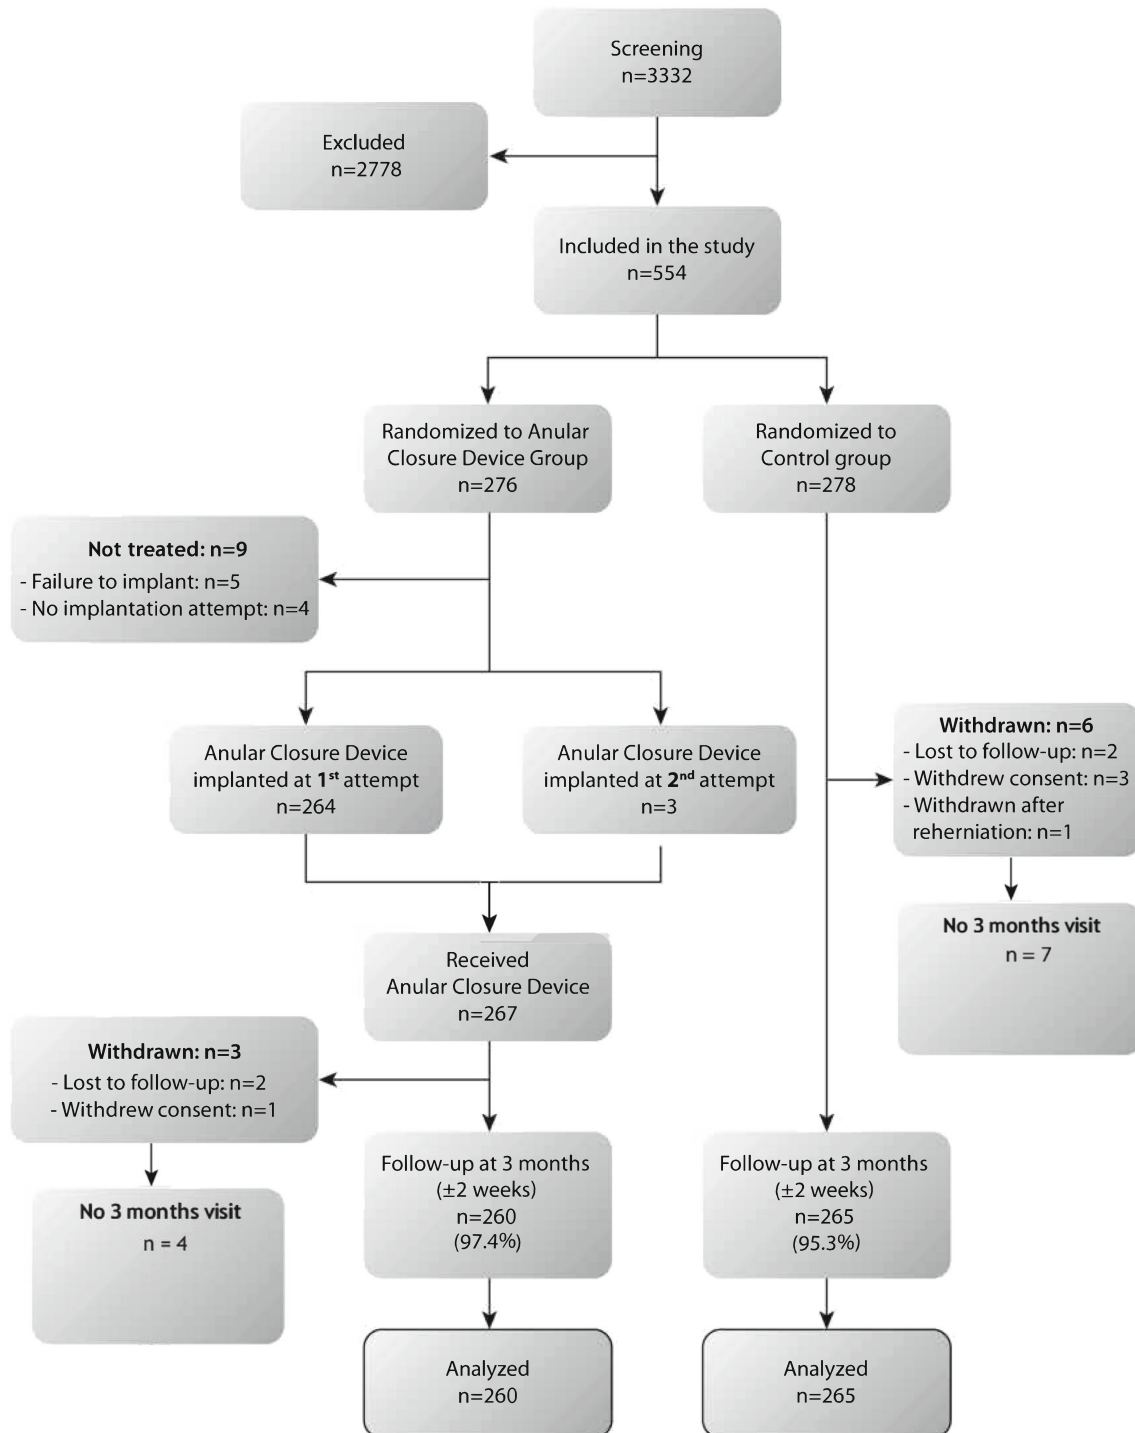 Screening
n=3332
Excluded
n=2778
Included in the study
n=554
Randomized to Anular
Closure Device Group
n=276
Randomized to
Control group
n=278
Not treated: n=9
- Failure to implant: n=5
- No implantation attempt: n=4
Anular Closure Device
implanted at 1st attempt
n=264
Anular Closure Device
implanted at 2nd attempt
n=3
Withdrawn: n=6
- Lost to follow-up: n=2
- Withdrew consent: n=3
- Withdrawn after
reherniation: n=1
No 3 months visit
n = 7
Received
Anular Closure Device
n=267
Withdrawn: n=3
- Lost to follow-up: n=2
- Withdrew consent: n=1
No 3 months visit
n = 4
Follow-up at 3 months
(±2 weeks)
n=260
(97.4%)
Follow-up at 3 months
(±2 weeks)
n=265
(95.3%)
Analyzed
n=260
Analyzed
n=265